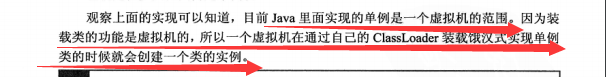 观察上面的实现可以知道，目前 Java 里面实现的单例是一个虚拟机的范围。因为装
载类的功能是虚拟机的，所以一个虚拟机在通过自己的 ClassLoader 装载饿汉式实现单例
类的时候就会创建一个类的实例。